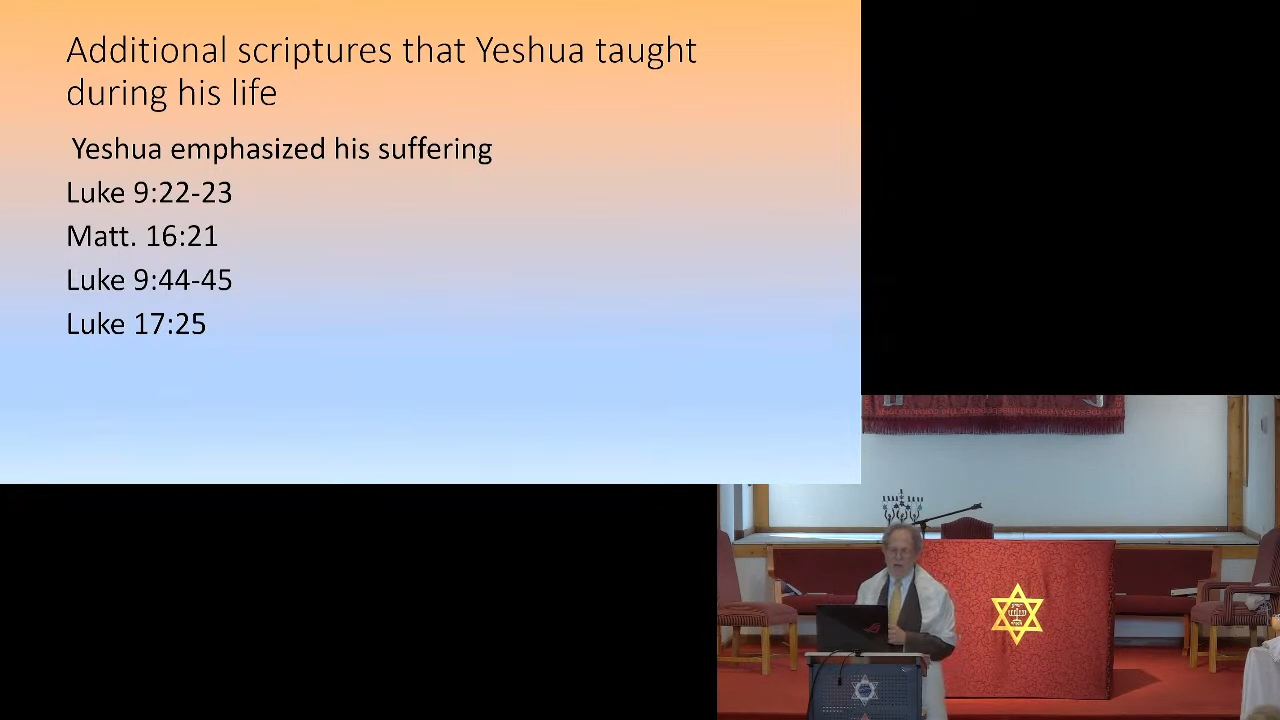 Additional scriptures that Yeshua taught
during his life
Yeshua emphasized his suffering
Luke 9:22-23
Matt. 16:21
Luke 9:44-45
Luke 17:25